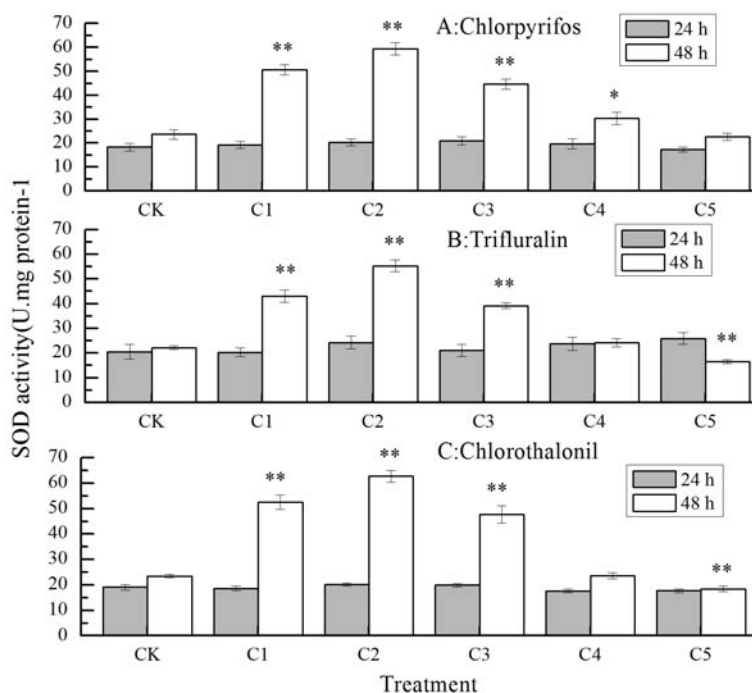 SOD activity(U.mg protein-1
70
60
50
40
30
20
10
0
A:Chlorpyrifos
24 h
48 h
** ** ** *
CK C1 C2 C3 C4 C5
70
60
50
40
30
20
10
0
B:Trifluralin
24 h
48 h
** ** ** **
CK C1 C2 C3 C4 C5
70
60
50
40
30
20
10
0
C:Chlorothalonil
24 h
48 h
** ** ** **
CK C1 C2 C3 C4 C5
Treatment